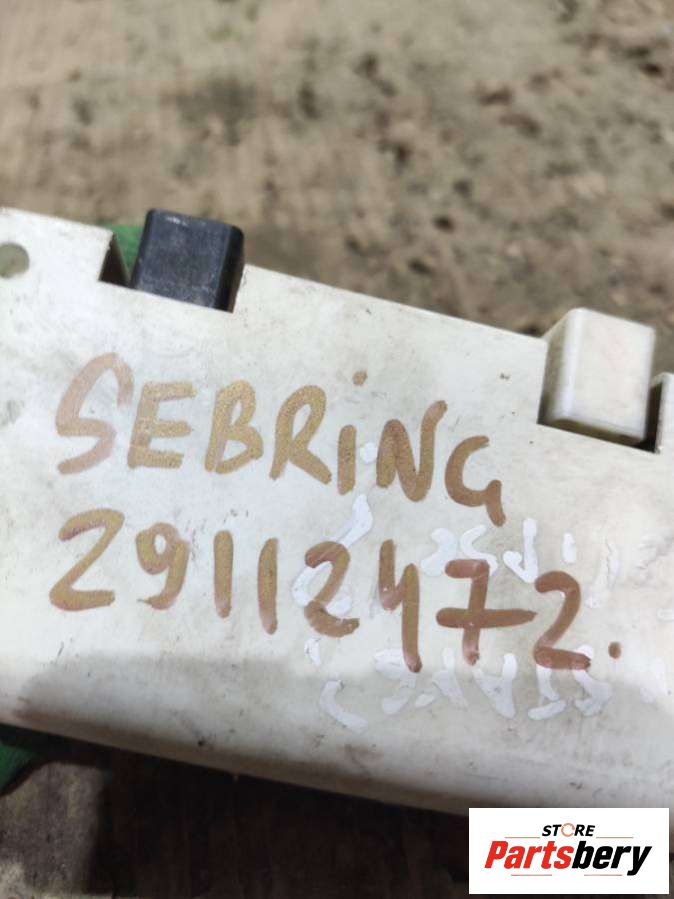 SEBRiNG
29112472.
STORE
Partsbery